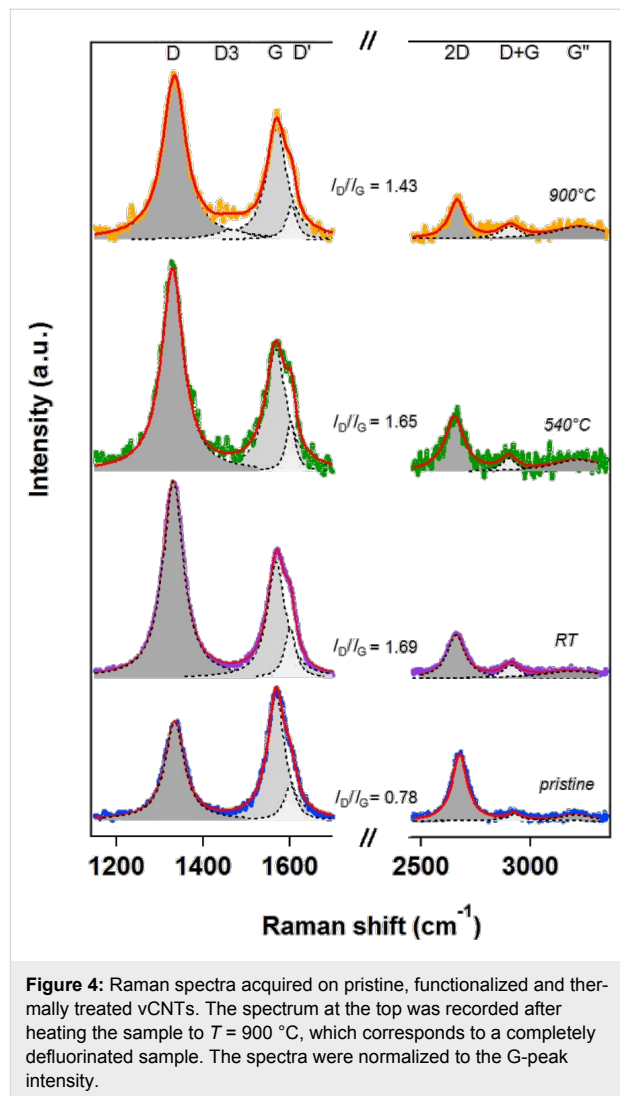 //
D D3 G D' 2D D+G G"
I_D/I_G = 1.43
900°C
I_D/I_G = 1.65
540°C
I_D/I_G = 1.69
RT
I_D/I_G = 0.78
pristine
Intensity (a.u.)
//
1200 1400 1600 2500 3000
Raman shift (cm⁻¹)
Figure 4: Raman spectra acquired on pristine, functionalized and ther-
mally treated vCNTs. The spectrum at the top was recorded after
heating the sample to T = 900 °C, which corresponds to a completely
defluorinated sample. The spectra were normalized to the G-peak
intensity.